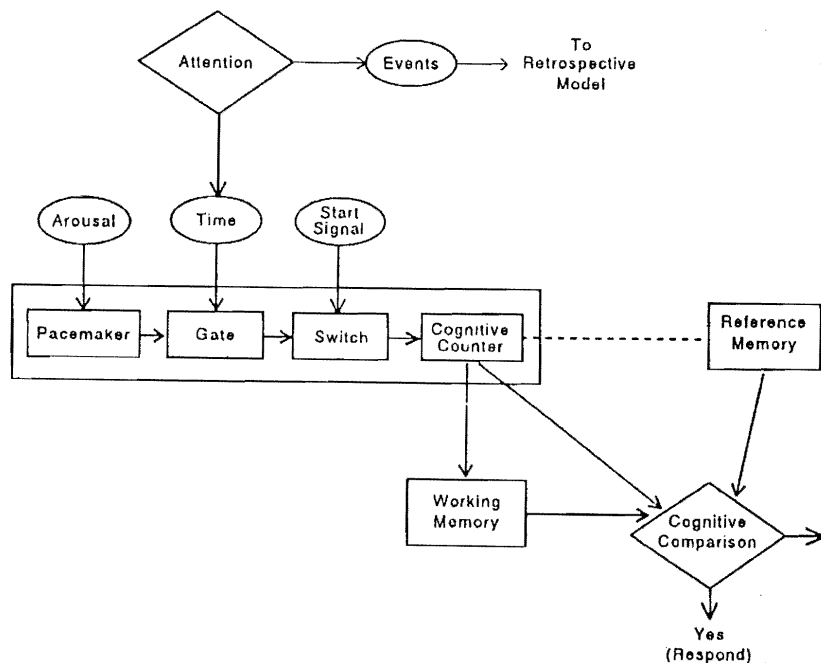 Attention
Events
To
Retrospective
Model
Arousal
Time
Start
Signal
Pacemaker
Gate
Switch
Cognitive
Counter
Reference
Memory
Working
Memory
Cognitive
Comparison
Yes
(Respond)